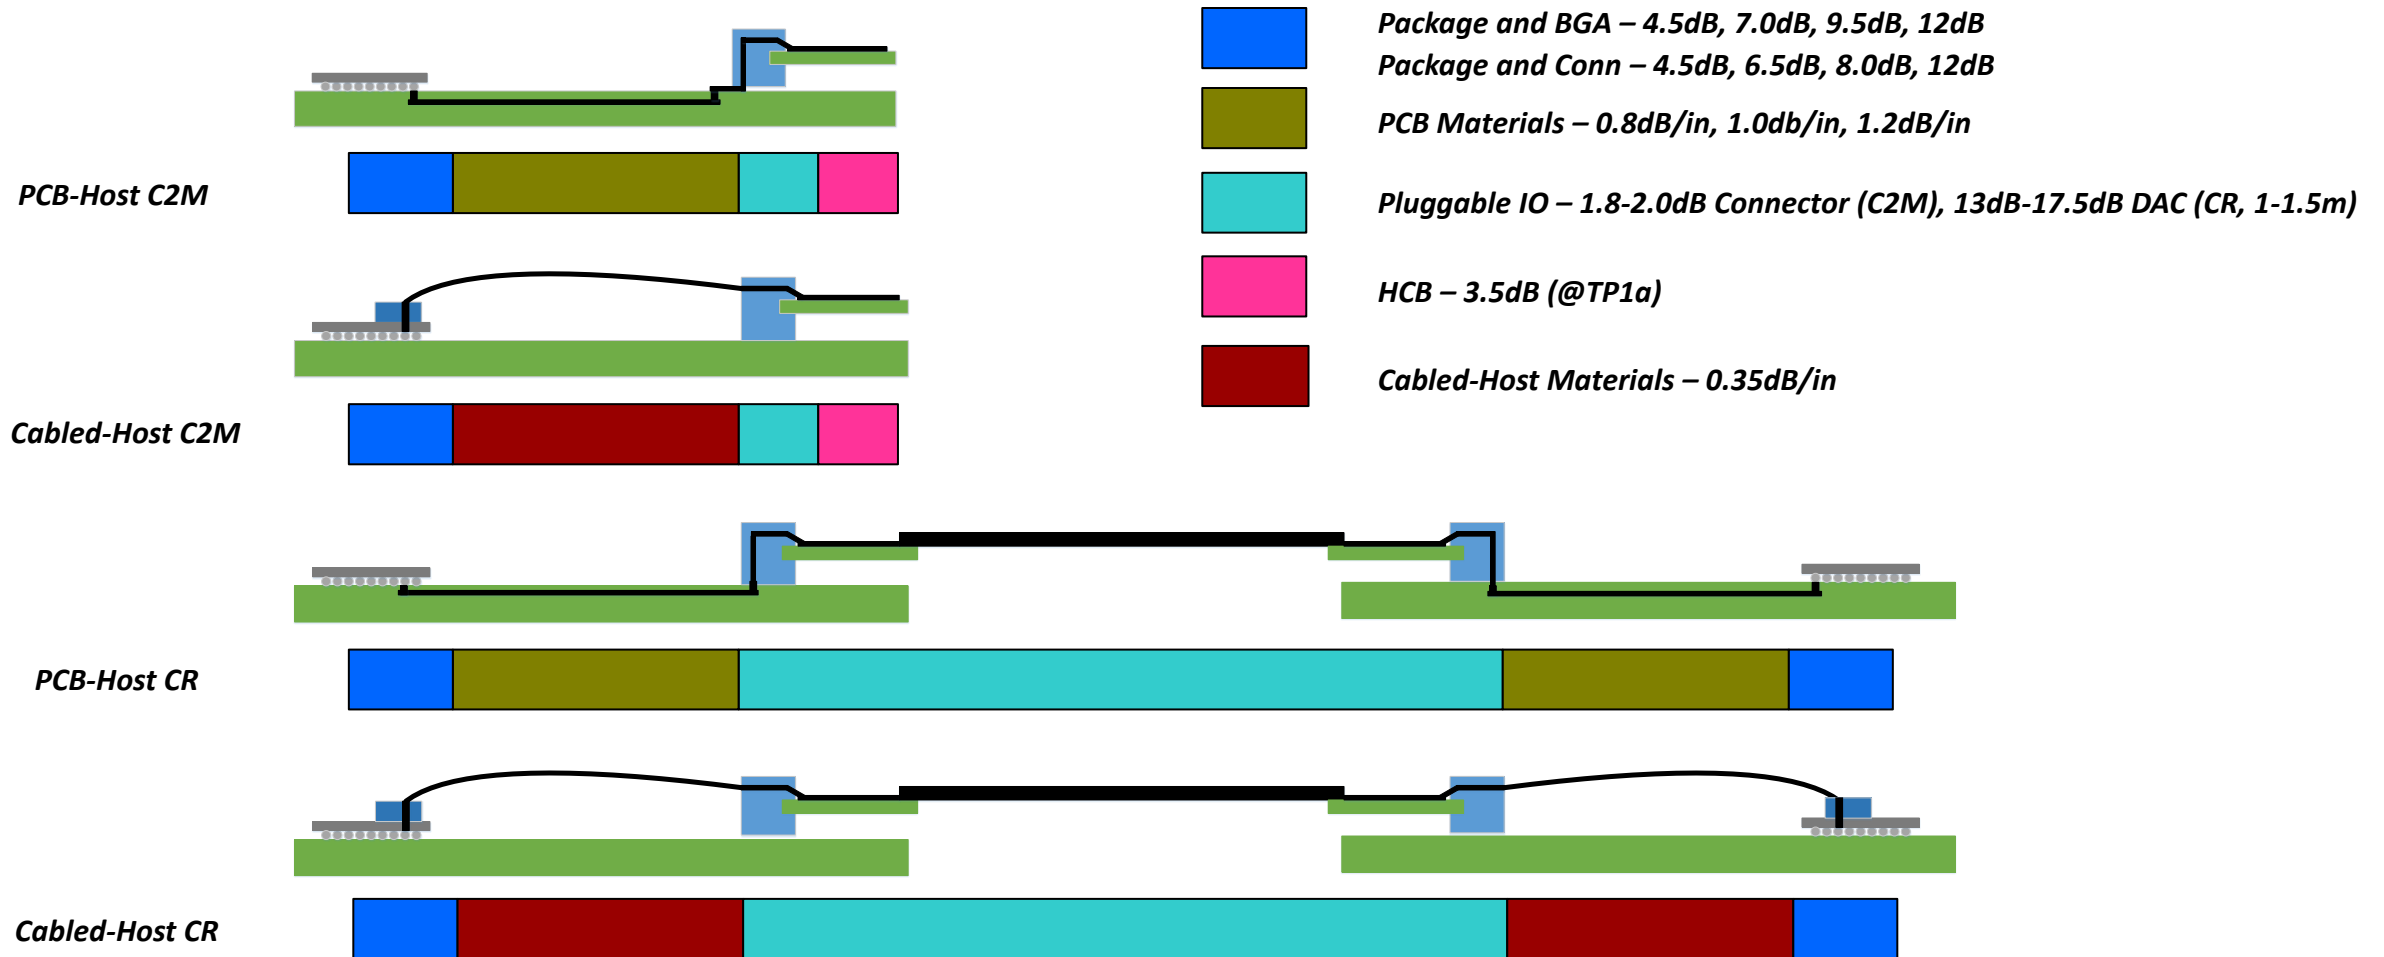 Package and BGA – 4.5dB, 7.0dB, 9.5dB, 12dB
Package and Conn – 4.5dB, 6.5dB, 8.0dB, 12dB
PCB Materials – 0.8dB/in, 1.0db/in, 1.2dB/in
PCB-Host C2M
Pluggable IO – 1.8-2.0dB Connector (C2M), 13dB-17.5dB DAC (CR, 1-1.5m)
HCB – 3.5dB (@TP1a)
Cabled-Host Materials – 0.35dB/in
Cabled-Host C2M
PCB-Host CR
Cabled-Host CR